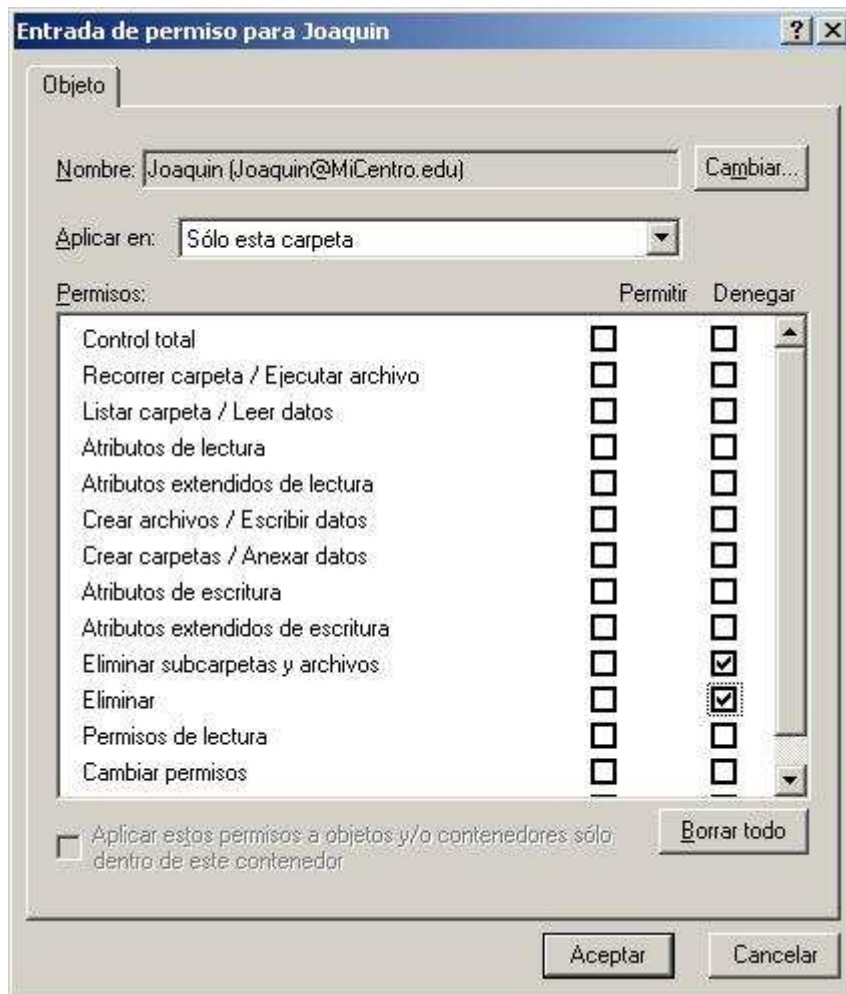 Entrada de permiso para Joaquin
Objeto
Nombre: Joaquin (Joaquin@MiCentro.edu) Cambiar...
Aplicar en: Sólo esta carpeta
Permisos: Permitir Denegar
Control total
Recorrer carpeta / Ejecutar archivo
Listar carpeta / Leer datos
Atributos de lectura
Atributos extendidos de lectura
Crear archivos / Escribir datos
Crear carpetas / Anexar datos
Atributos de escritura
Atributos extendidos de escritura
Eliminar subcarpetas y archivos
Eliminar
Permisos de lectura
Cambiar permisos
Aplicar estos permisos a objetos y/o contenedores sólo
dentro de este contenedor
Borrar todo
Aceptar Cancelar